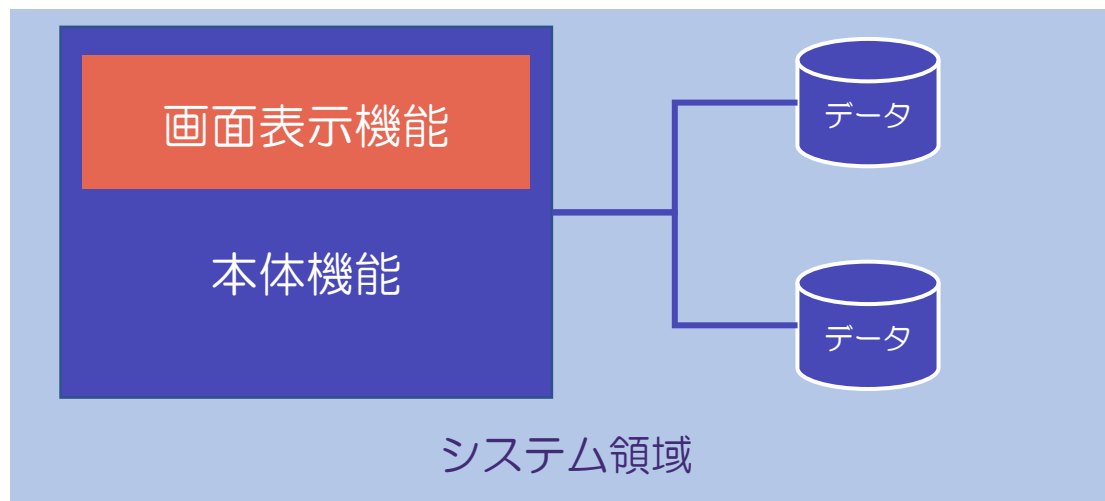 画面表示機能
本体機能
データ
データ
システム領域